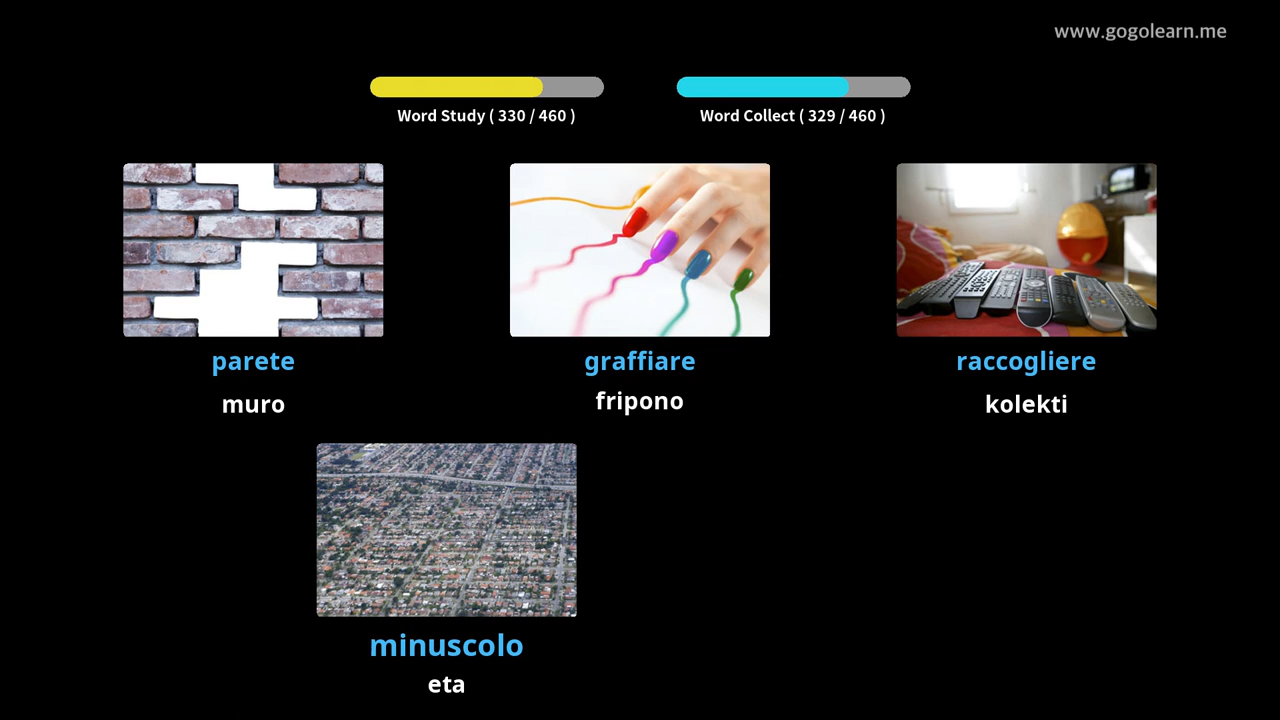 www.gogolearn.me
Word Study ( 330 / 460 )
Word Collect ( 329 / 460 )
parete
muro
graffiare
fripono
raccogliere
kolekti
minuscolo
eta